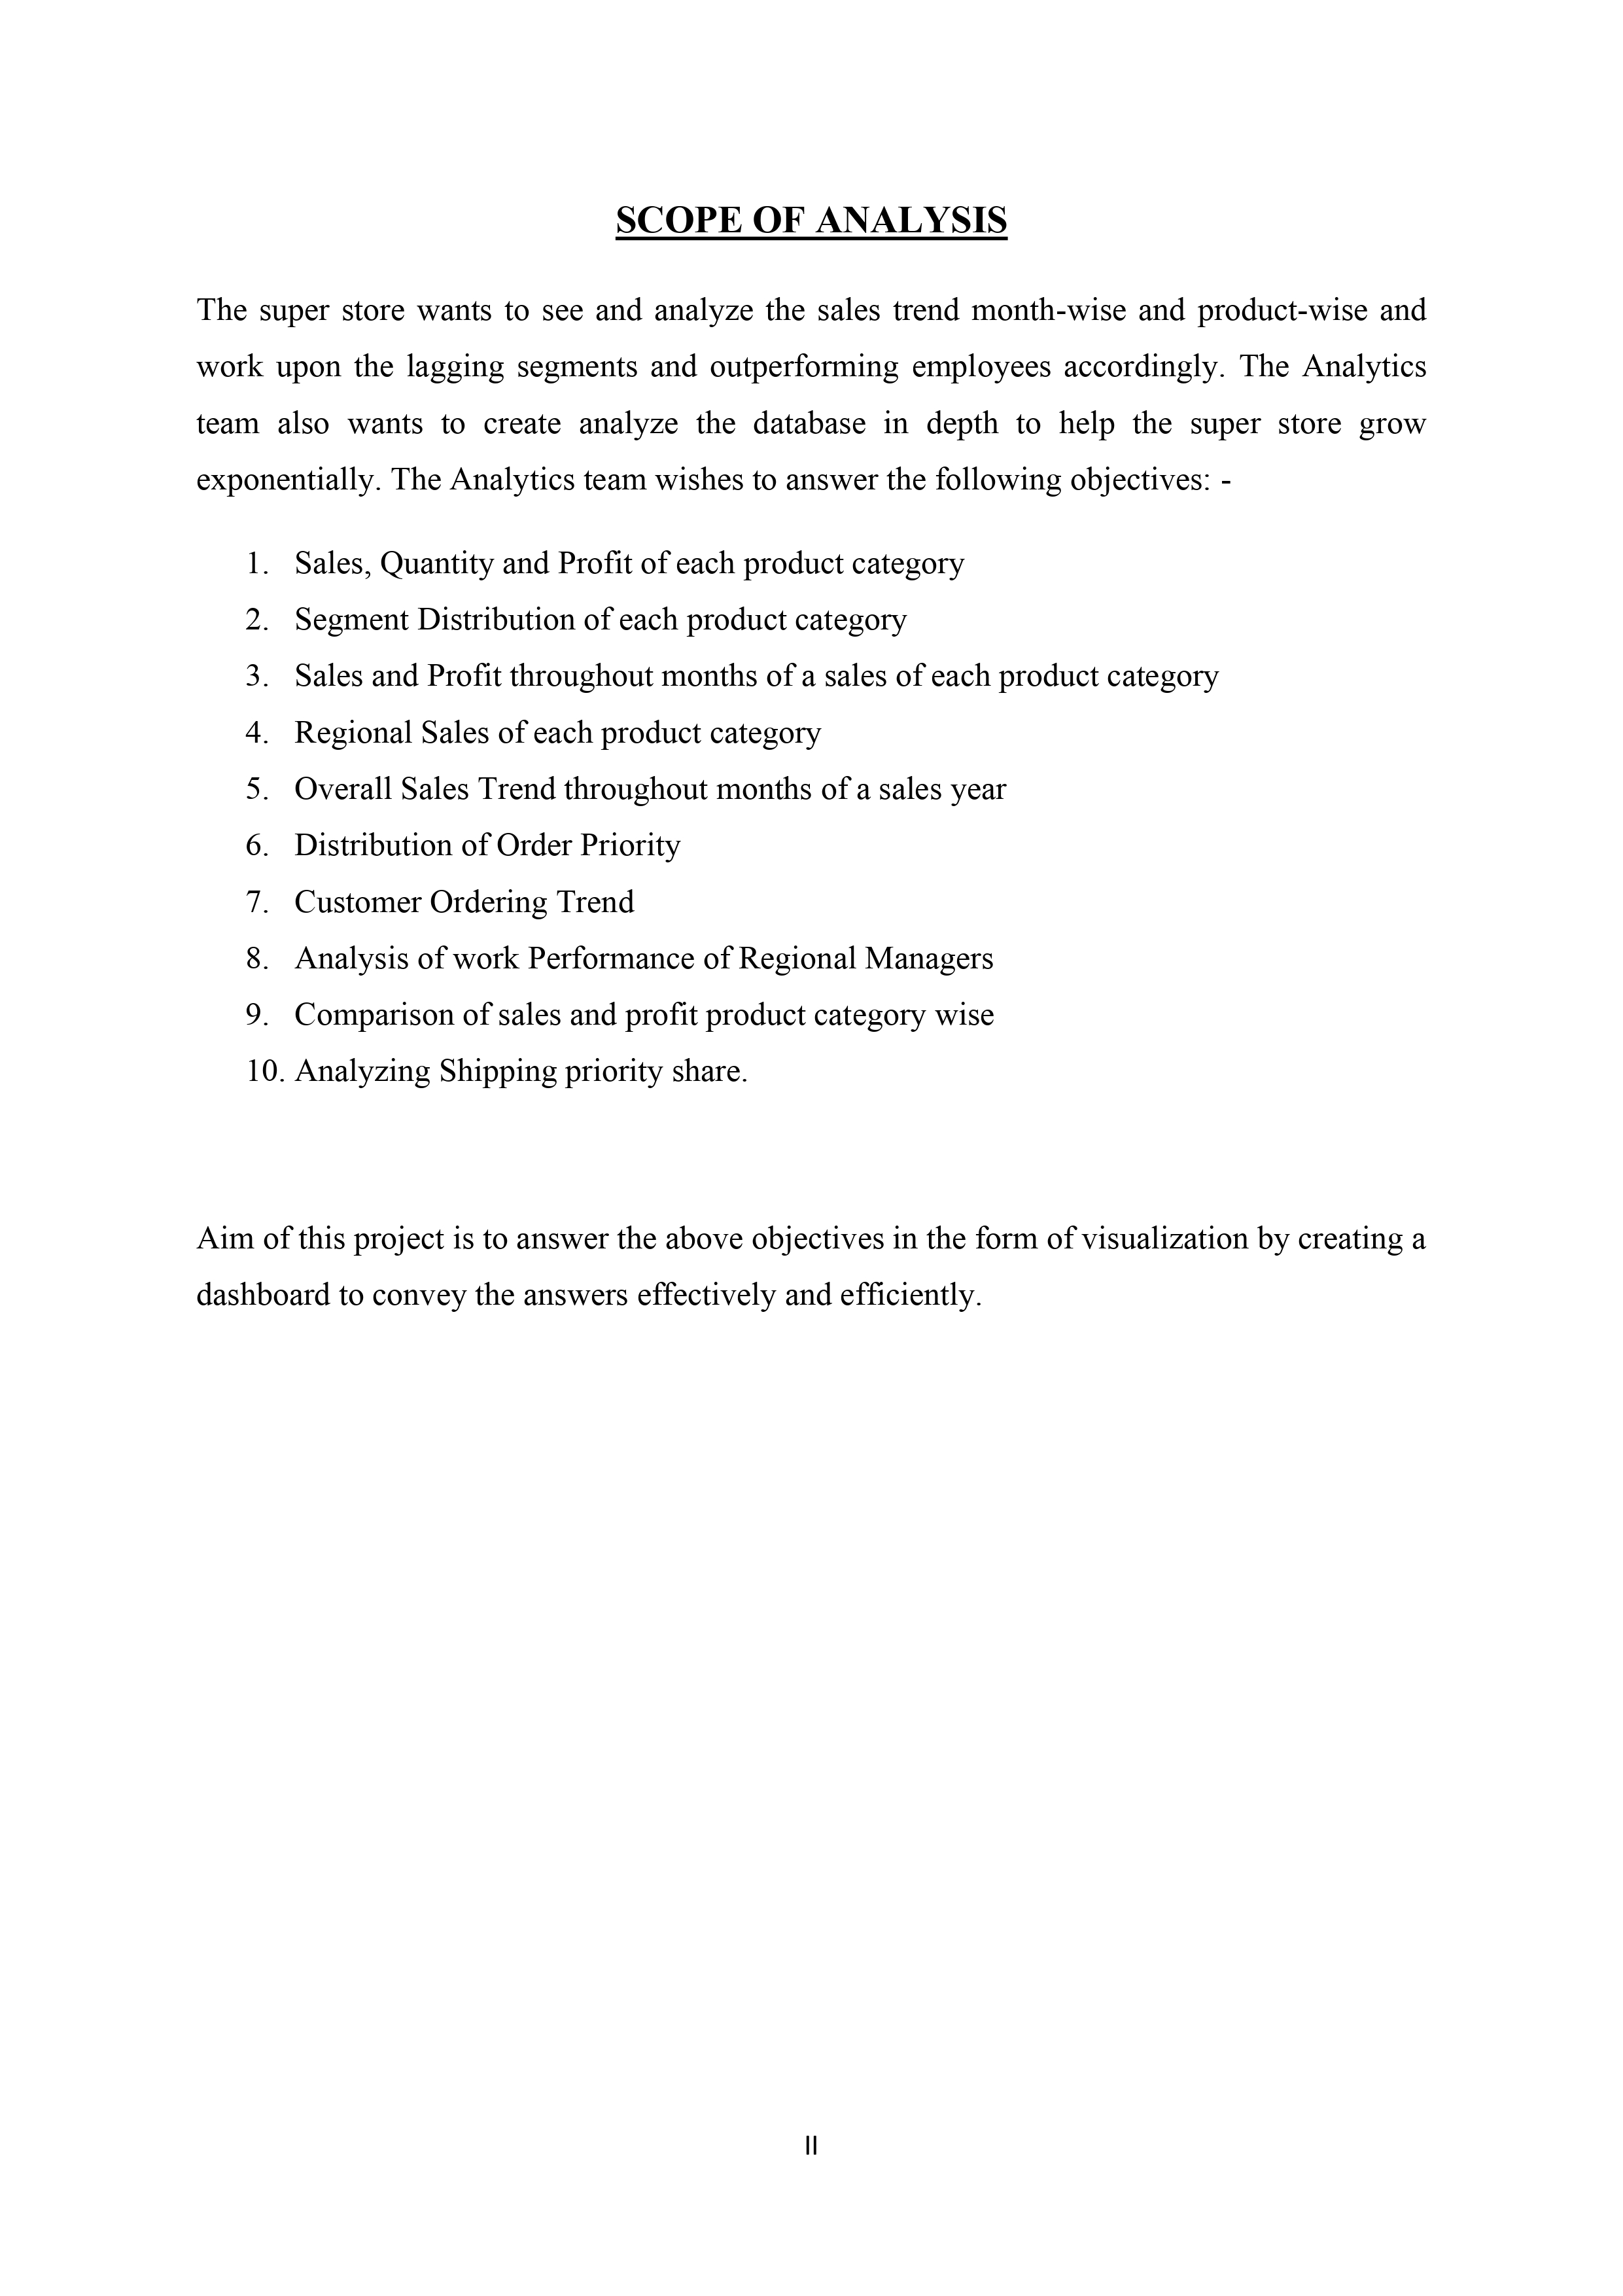 SCOPE OF ANALYSIS
The super store wants to see and analyze the sales trend month-wise and product-wise and
work upon the lagging segments and outperforming employees accordingly. The Analytics
team also wants to create analyze the database in depth to help the super store grow
exponentially. The Analytics team wishes to answer the following objectives: -
1. Sales, Quantity and Profit of each product category
2. Segment Distribution of each product category
3. Sales and Profit throughout months of a sales of each product category
4. Regional Sales of each product category
5. Overall Sales Trend throughout months of a sales year
6. Distribution of Order Priority
7. Customer Ordering Trend
8. Analysis of work Performance of Regional Managers
9. Comparison of sales and profit product category wise
10. Analyzing Shipping priority share.
Aim of this project is to answer the above objectives in the form of visualization by creating a
dashboard to convey the answers effectively and efficiently.
II